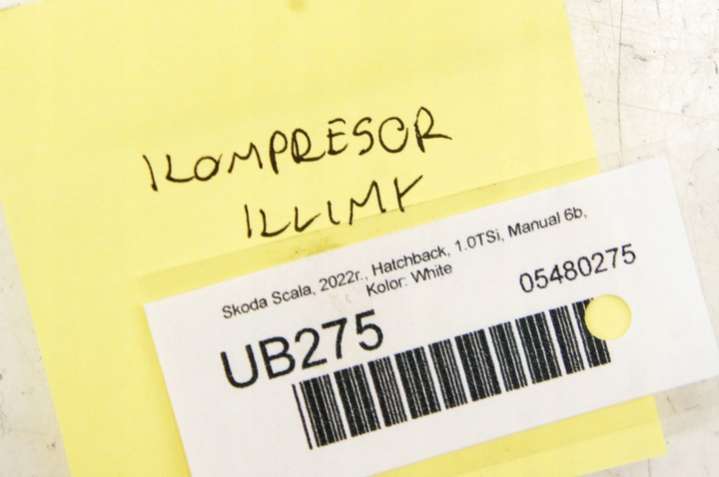 KOMPRESOR
KLIMY
Skoda Scala, 2022r., Hatchback, 1.0TSi, Manual 6b,
Kolor: White
05480275
UB275